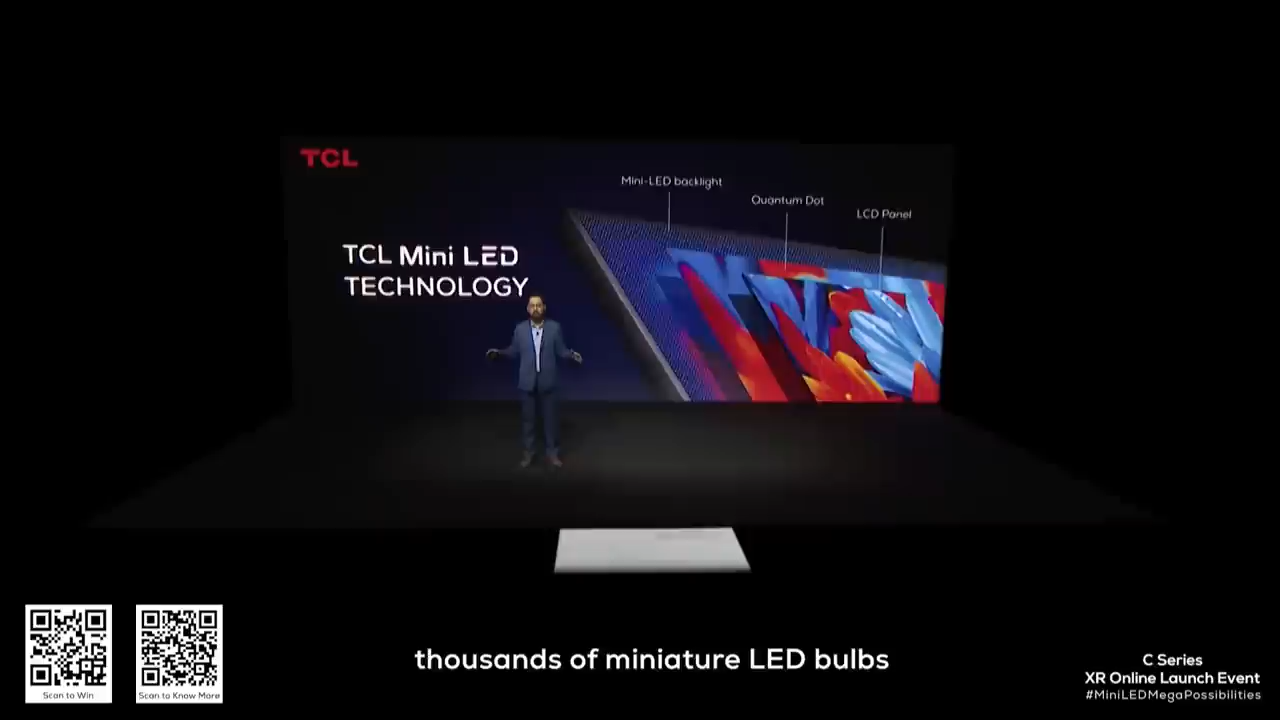 TCL
Mini-LED backlight
Quantum Dot
LCD Panel
TCL Mini LED
TECHNOLOGY
thousands of miniature LED bulbs
Scan to Win
Scan to Know More
C Series
XR Online Launch Event
#MiniLEDMegaPossibilities